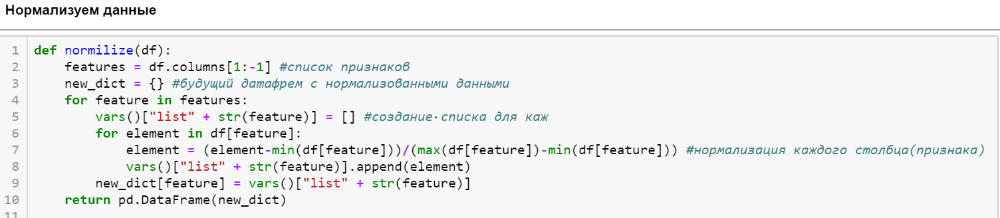 Нормализуем данные
1 def normilize(df):
2     features = df.columns[1:-1] #список признаков
3     new_dict = {} #будущий датафрем с нормализованными данными
4     for feature in features:
5         vars()["list" + str(feature)] = [] #создание·списка для каж
6         for element in df[feature]:
7             element = (element-min(df[feature]))/(max(df[feature])-min(df[feature])) #нормализация каждого столбца(признака)
8             vars()["list" + str(feature)].append(element)
9         new_dict[feature] = vars()["list" + str(feature)]
10     return pd.DataFrame(new_dict)
11